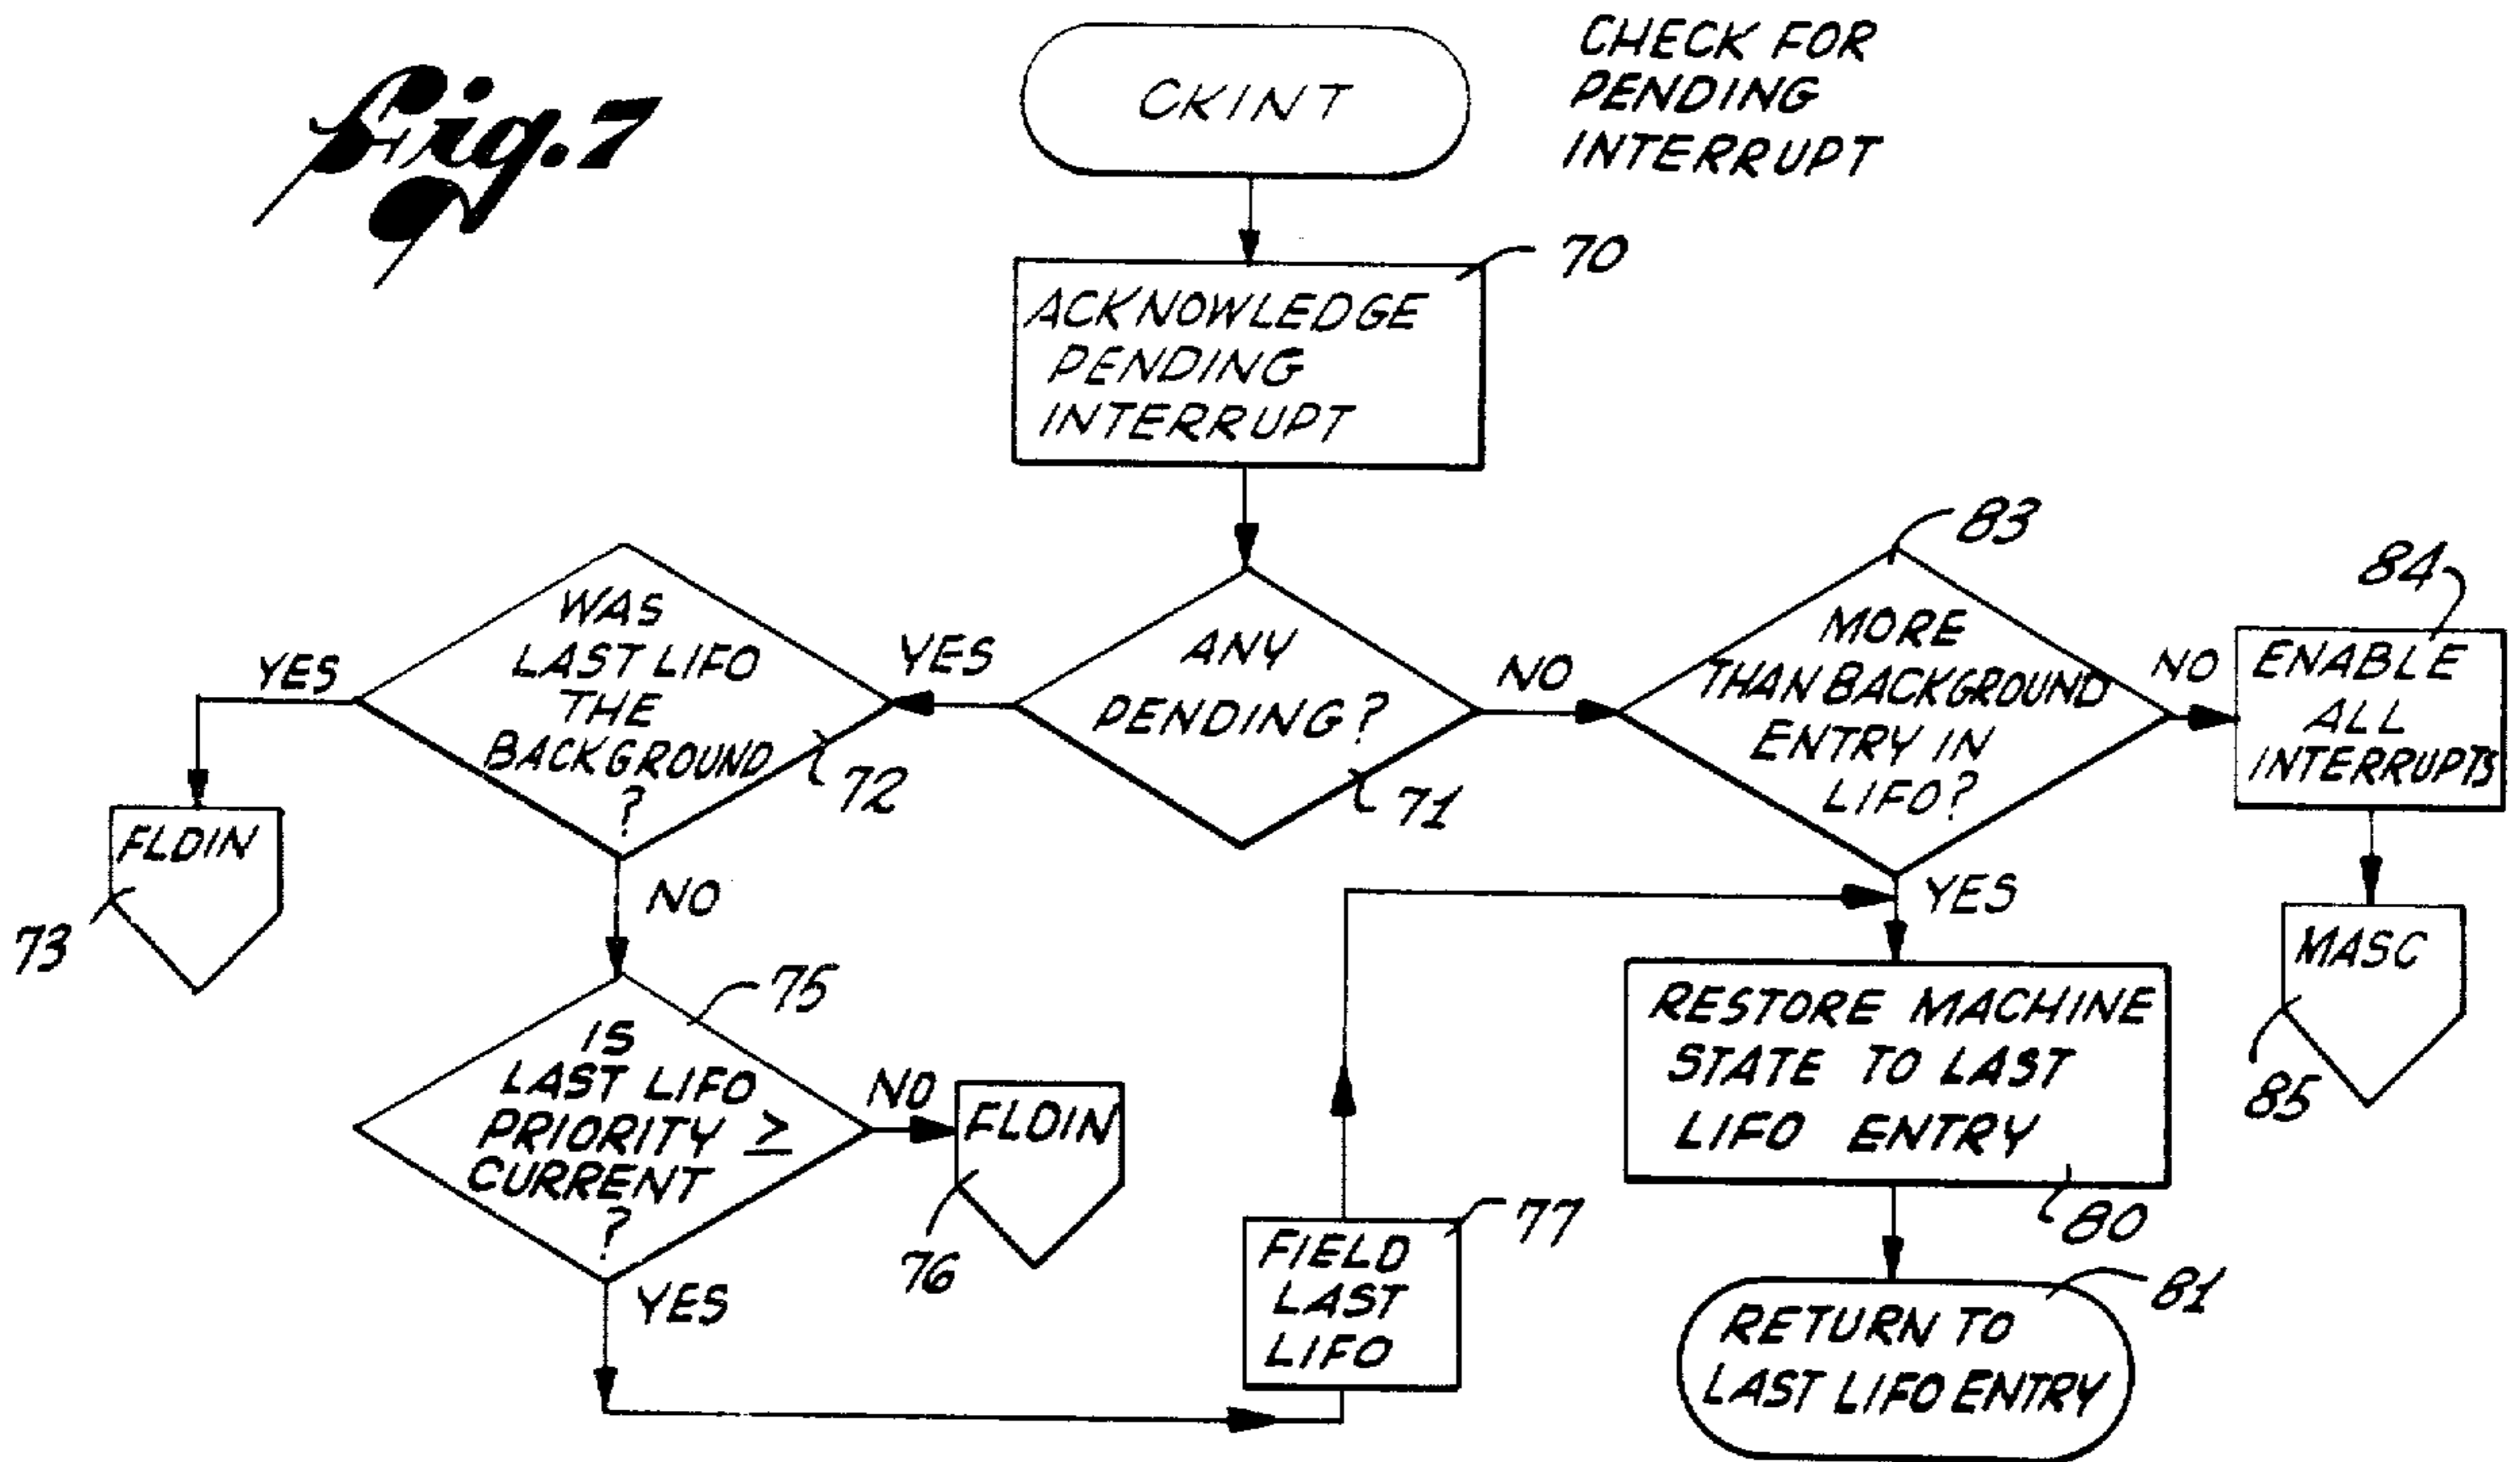 Fig. 7
CKINT
CHECK FOR
PENDING
INTERRUPT
70
ACKNOWLEDGE
PENDING
INTERRUPT
83
84
WAS
LAST LIFO
THE
BACKGROUND
?
72
YES
YES
ANY
PENDING?
71
NO
MORE
THAN BACKGROUND
ENTRY IN
LIFO?
NO
ENABLE
ALL
INTERRUPTS
FLDIN
73
NO
YES
MASC
85
75
IS
LAST LIFO
PRIORITY ≥
CURRENT
?
NO
FLDIN
76
YES
FIELD
LAST
LIFO
77
RESTORE MACHINE
STATE TO LAST
LIFO ENTRY
80
81
RETURN TO
LAST LIFO ENTRY